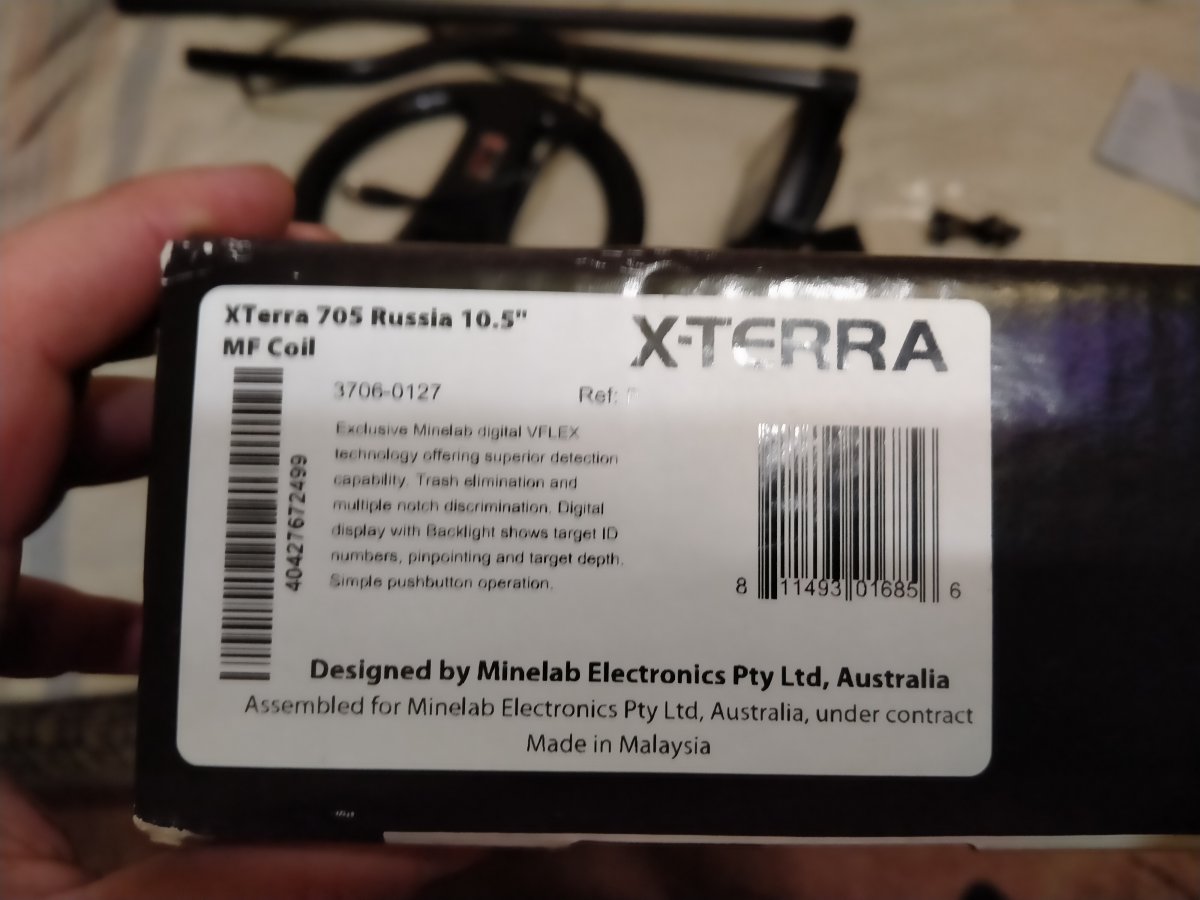 XTerra 705 Russia 10.5"
MF Coil
X-TERRA
3706-0127
Ref:
40427672499
Exclusive Minelab digital VFLEX
technology offering superior detection
capability. Trash elimination and
multiple notch discrimination. Digital
display with Backlight shows target ID
numbers, pinpointing and target depth.
Simple pushbutton operation.
8 11493 01685 6
Designed by Minelab Electronics Pty Ltd, Australia
Assembled for Minelab Electronics Pty Ltd, Australia, under contract
Made in Malaysia